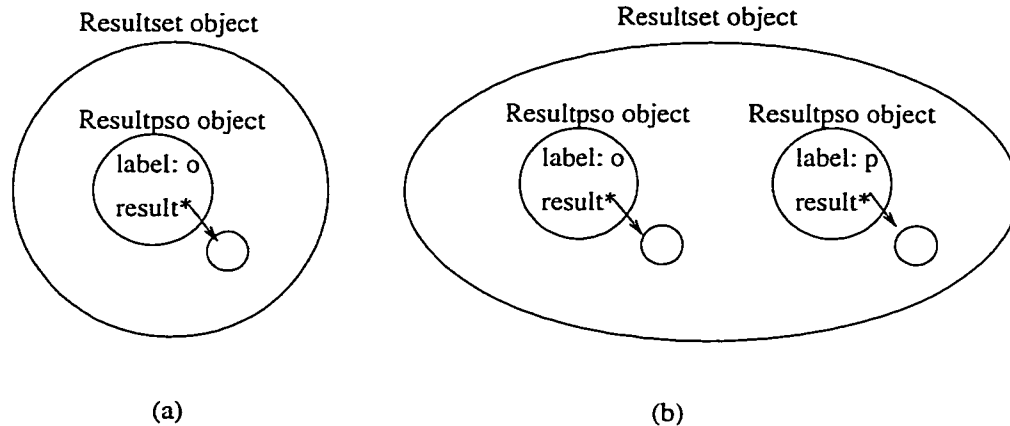 Resultset object
Resultpso object
label: o
result*
(a)
Resultset object
Resultpso object
label: o
result*
Resultpso object
label: p
result*
(b)